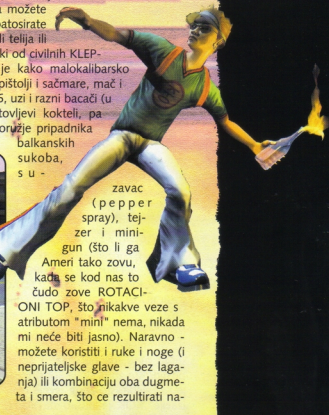 možete
patosirate
li telija ili
ki od civilnih KLEP-
je kako malokalibarsko
pištolji i sačmare, mač i
uzi i razni bacači (u
tovljevi kokteli, pa
oružje pripadnika
balkanskih
sukoba,
s u -
zavac
(pepper
spray), tej-
zer i mini-
gun (što li ga
Ameri tako zovu,
kada se kod nas to
čudo zove ROTACI-
ONI TOP, što nikakve veze s
atributom "mini" nema, nikada
mi neće biti jasno). Naravno -
možete koristiti i ruke i noge (i
neprijateljske glave - bez laga-
nja) ili kombinaciju oba dugme-
ta i smera, što ce rezultirati na-